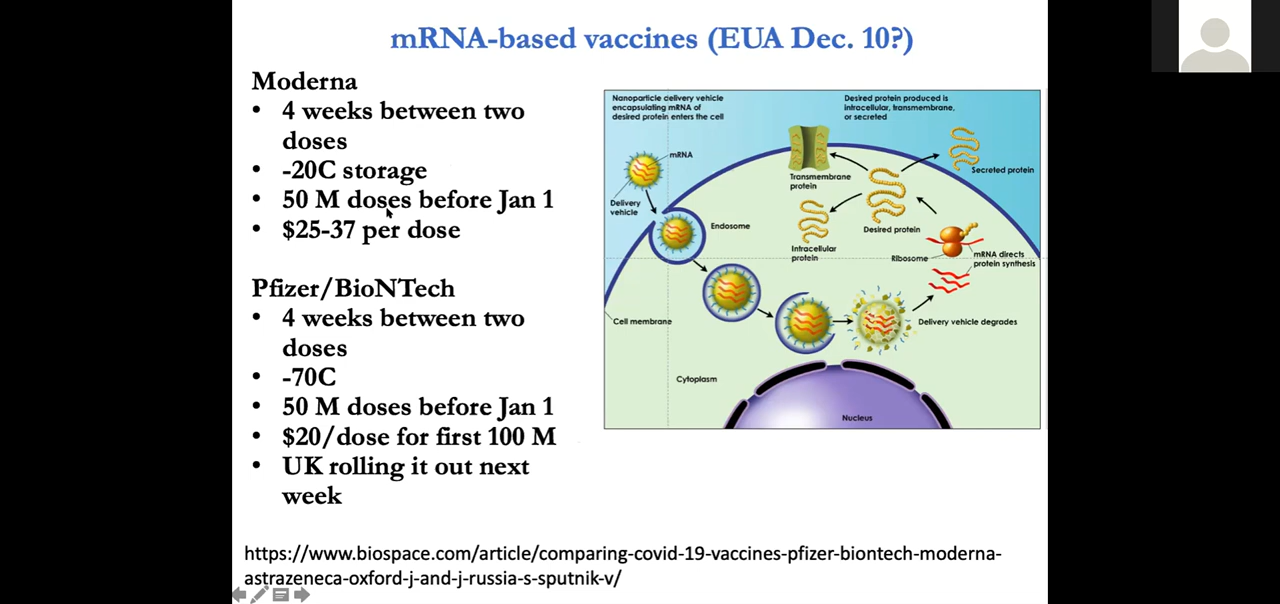 mRNA-based vaccines (EUA Dec. 10?)
Moderna
• 4 weeks between two
doses
• -20C storage
• 50 M doses before Jan 1
• $25-37 per dose
Pfizer/BioNTech
• 4 weeks between two
doses
• -70C
• 50 M doses before Jan 1
• $20/dose for first 100 M
• UK rolling it out next
week
Nanoparticle delivery vehicle
encapsulating mRNA of
desired protein enters the cell
Desired protein produced is
intracellular, transmembrane,
or secreted
mRNA
Delivery
vehicle
Endosome
Transmembrane
protein
Secreted protein
Intracellular
protein
Desired protein
Ribosome
mRNA directs
protein synthesis
Cell membrane
Delivery vehicle degrades
Cytoplasm
Nucleus
https://www.biospace.com/article/comparing-covid-19-vaccines-pfizer-biontech-moderna-
astrazeneca-oxford-j-and-j-russia-s-sputnik-v/